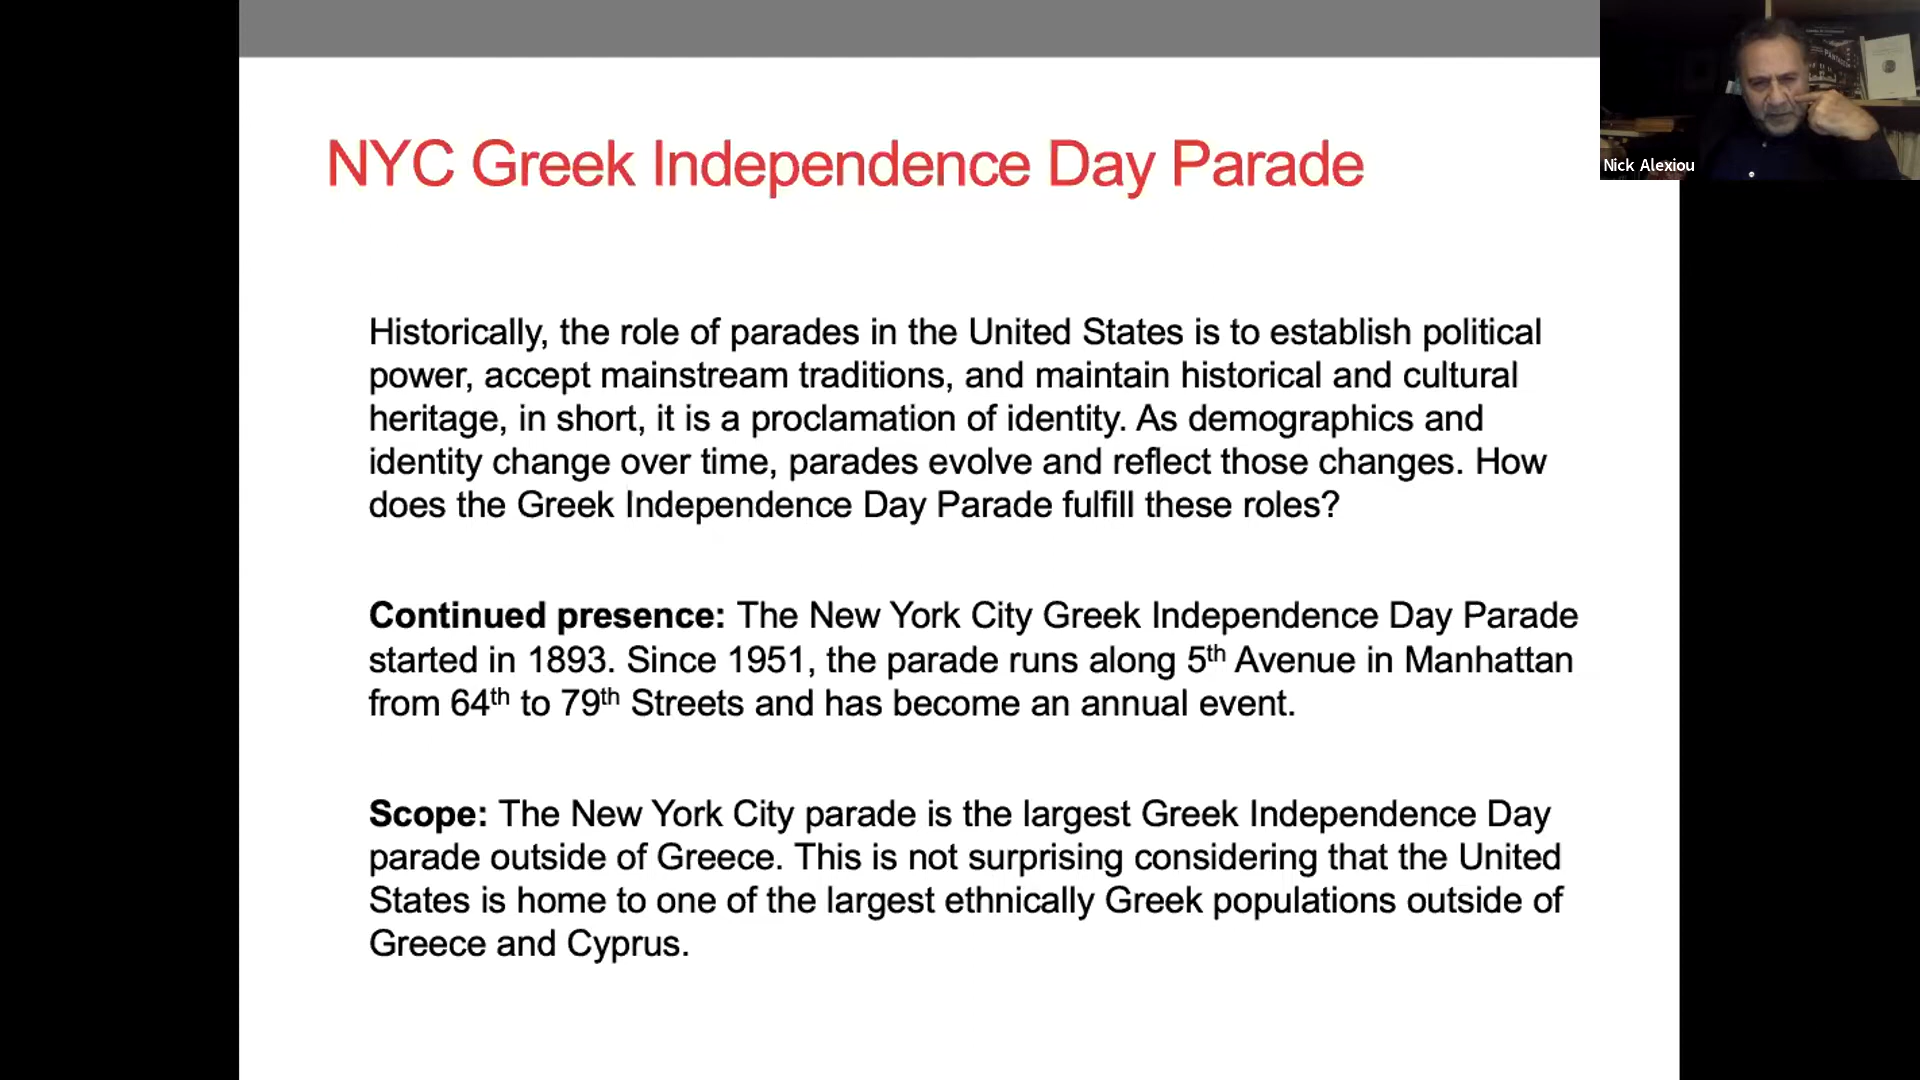 NYC Greek Independence Day Parade
Historically, the role of parades in the United States is to establish political
power, accept mainstream traditions, and maintain historical and cultural
heritage, in short, it is a proclamation of identity. As demographics and
identity change over time, parades evolve and reflect those changes. How
does the Greek Independence Day Parade fulfill these roles?
Continued presence: The New York City Greek Independence Day Parade
started in 1893. Since 1951, the parade runs along 5th Avenue in Manhattan
from 64th to 79th Streets and has become an annual event.
Scope: The New York City parade is the largest Greek Independence Day
parade outside of Greece. This is not surprising considering that the United
States is home to one of the largest ethnically Greek populations outside of
Greece and Cyprus.
Nick Alexiou